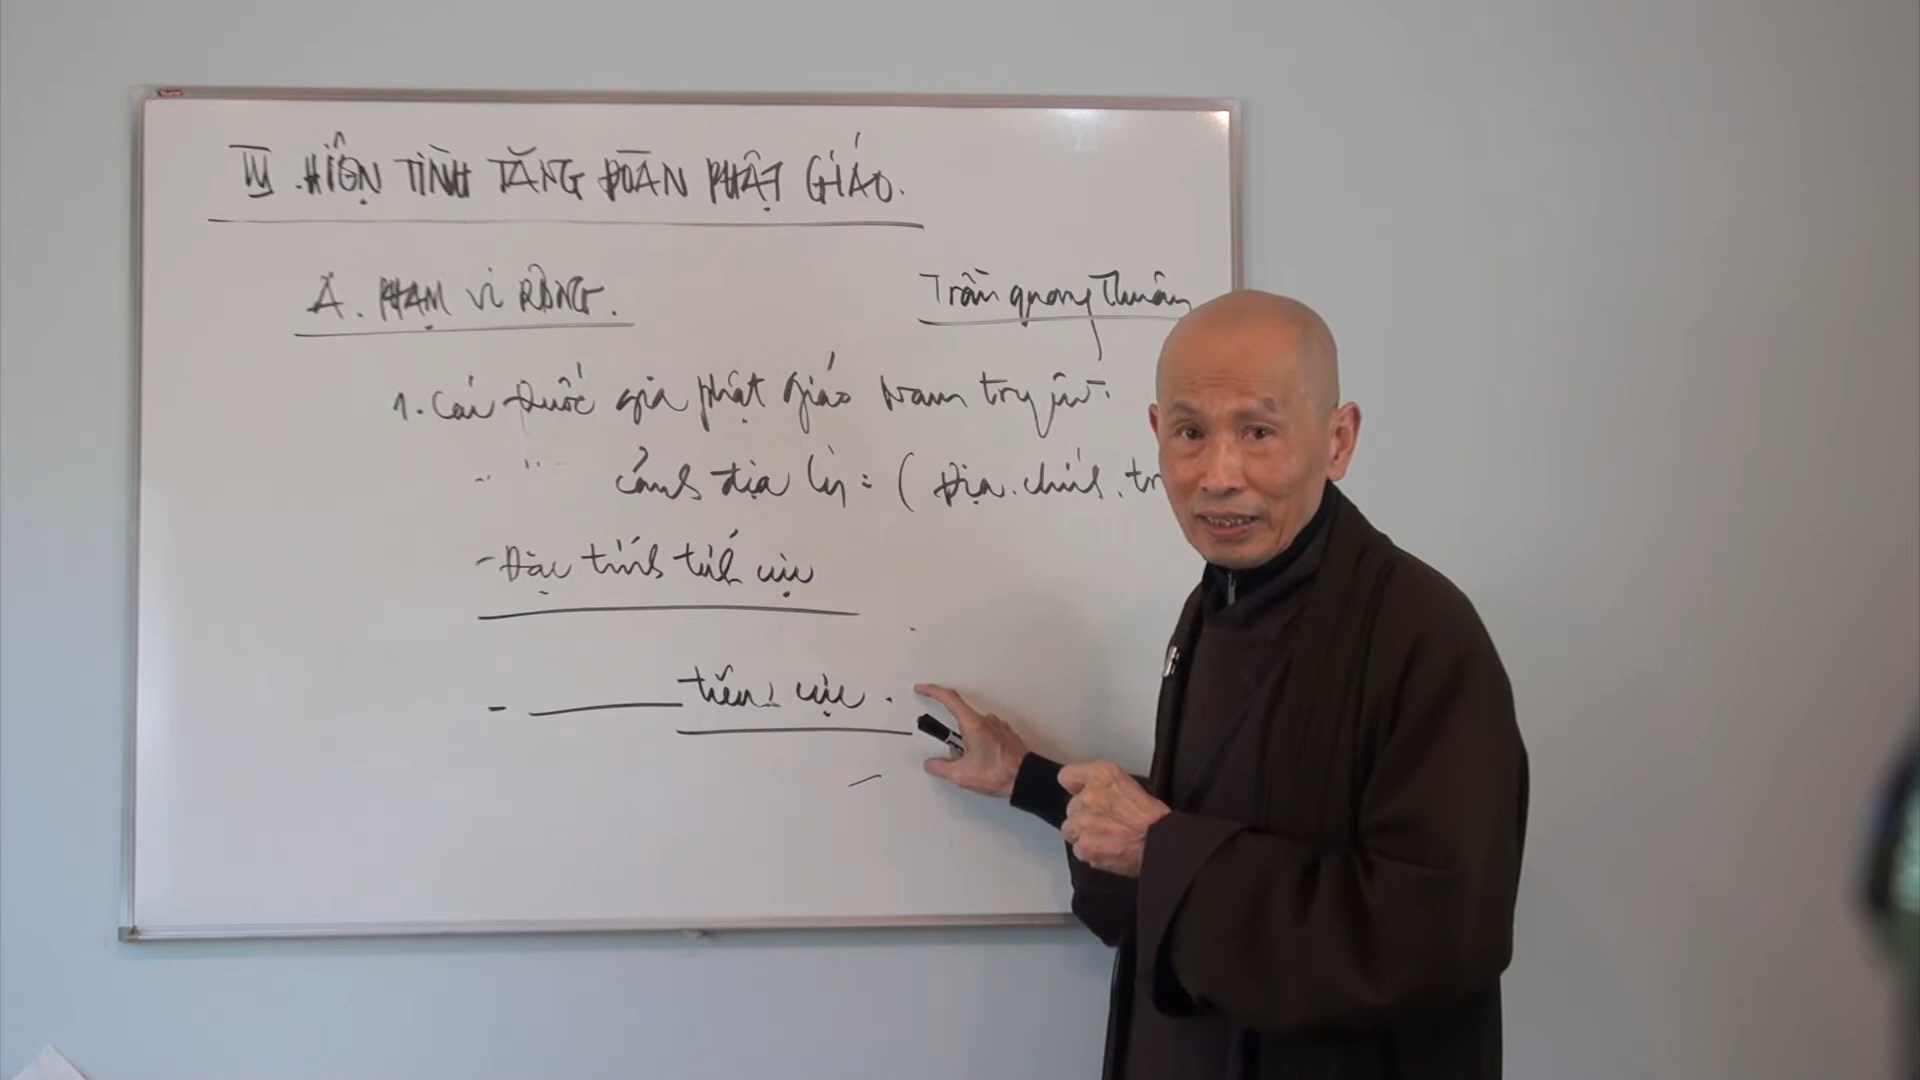 IV. HIỆN TÌNH TĂNG ĐOÀN PHẬT GIÁO.
A. PHẠM VI RỘNG.
Trần quang Thuận
1. Các Quốc gia phật giáo Nam truyền:
cảnh địa lý: (Địa.chính.tr
- Đặc tính tích cực
- tiêu cực.